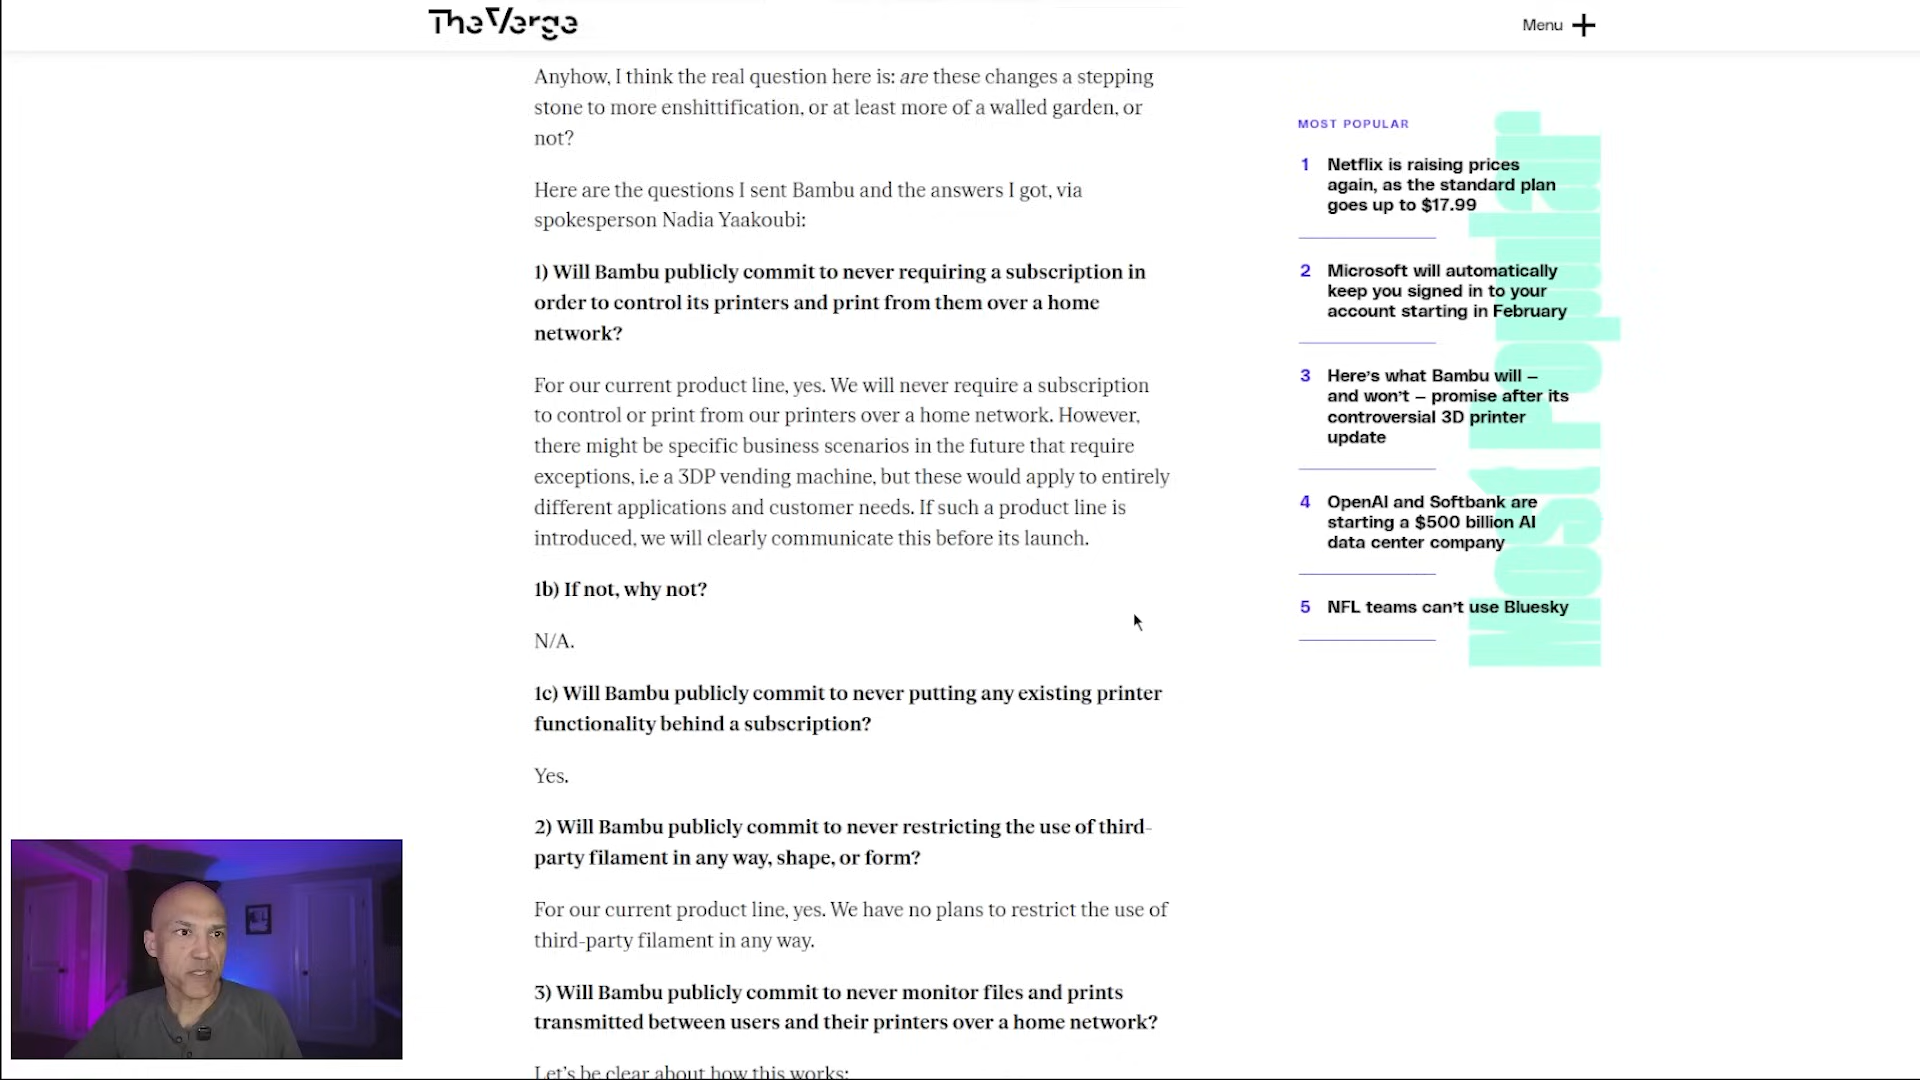 TheVerge
Menu
Anyhow, I think the real question here is: are these changes a stepping
stone to more enshittification, or at least more of a walled garden, or
not?
Here are the questions I sent Bambu and the answers I got, via
spokesperson Nadia Yaakoubi:
1) Will Bambu publicly commit to never requiring a subscription in
order to control its printers and print from them over a home
network?
For our current product line, yes. We will never require a subscription
to control or print from our printers over a home network. However,
there might be specific business scenarios in the future that require
exceptions, i.e a 3DP vending machine, but these would apply to entirely
different applications and customer needs. If such a product line is
introduced, we will clearly communicate this before its launch.
1b) If not, why not?
N/A.
1c) Will Bambu publicly commit to never putting any existing printer
functionality behind a subscription?
Yes.
2) Will Bambu publicly commit to never restricting the use of third-
party filament in any way, shape, or form?
For our current product line, yes. We have no plans to restrict the use of
third-party filament in any way.
3) Will Bambu publicly commit to never monitor files and prints
transmitted between users and their printers over a home network?
Let's be clear about how this works:
MOST POPULAR
Most Popular
1 Netflix is raising prices
again, as the standard plan
goes up to $17.99
2 Microsoft will automatically
keep you signed in to your
account starting in February
3 Here's what Bambu will –
and won't – promise after its
controversial 3D printer
update
4 OpenAI and Softbank are
starting a $500 billion AI
data center company
5 NFL teams can't use Bluesky